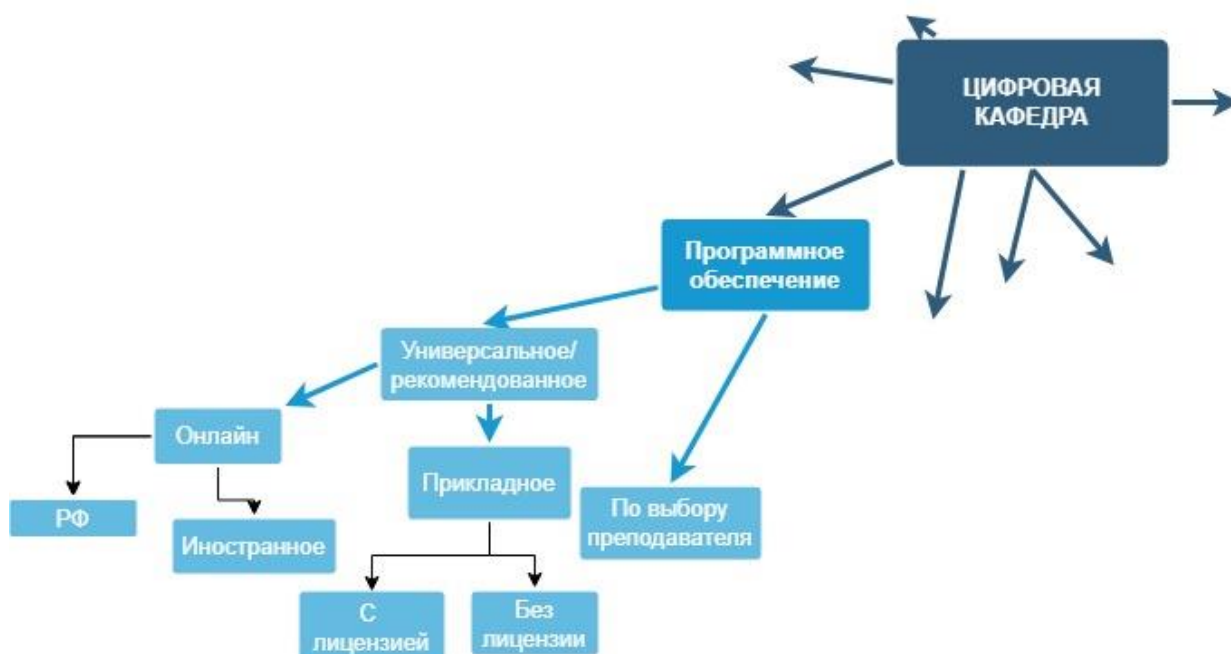 ЦИФРОВАЯ
КАФЕДРА
Программное
обеспечение
Универсальное/
рекомендованное
Онлайн
Прикладное
По выбору
преподавателя
РФ
Иностранное
С
лицензией
Без
лицензии